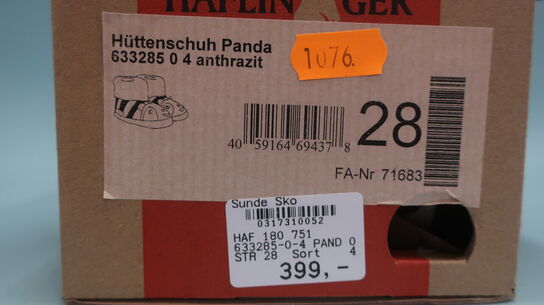 HAFLINGER
Hüttenschuh Panda
633285 0 4 anthrazit
1076.
28
40 59164 69437 8
FA-Nr 71683
Sunde Sko
0317310052
HAF 180 751
633285-0-4 PAND 0
STR 28 Sort 4
399,-